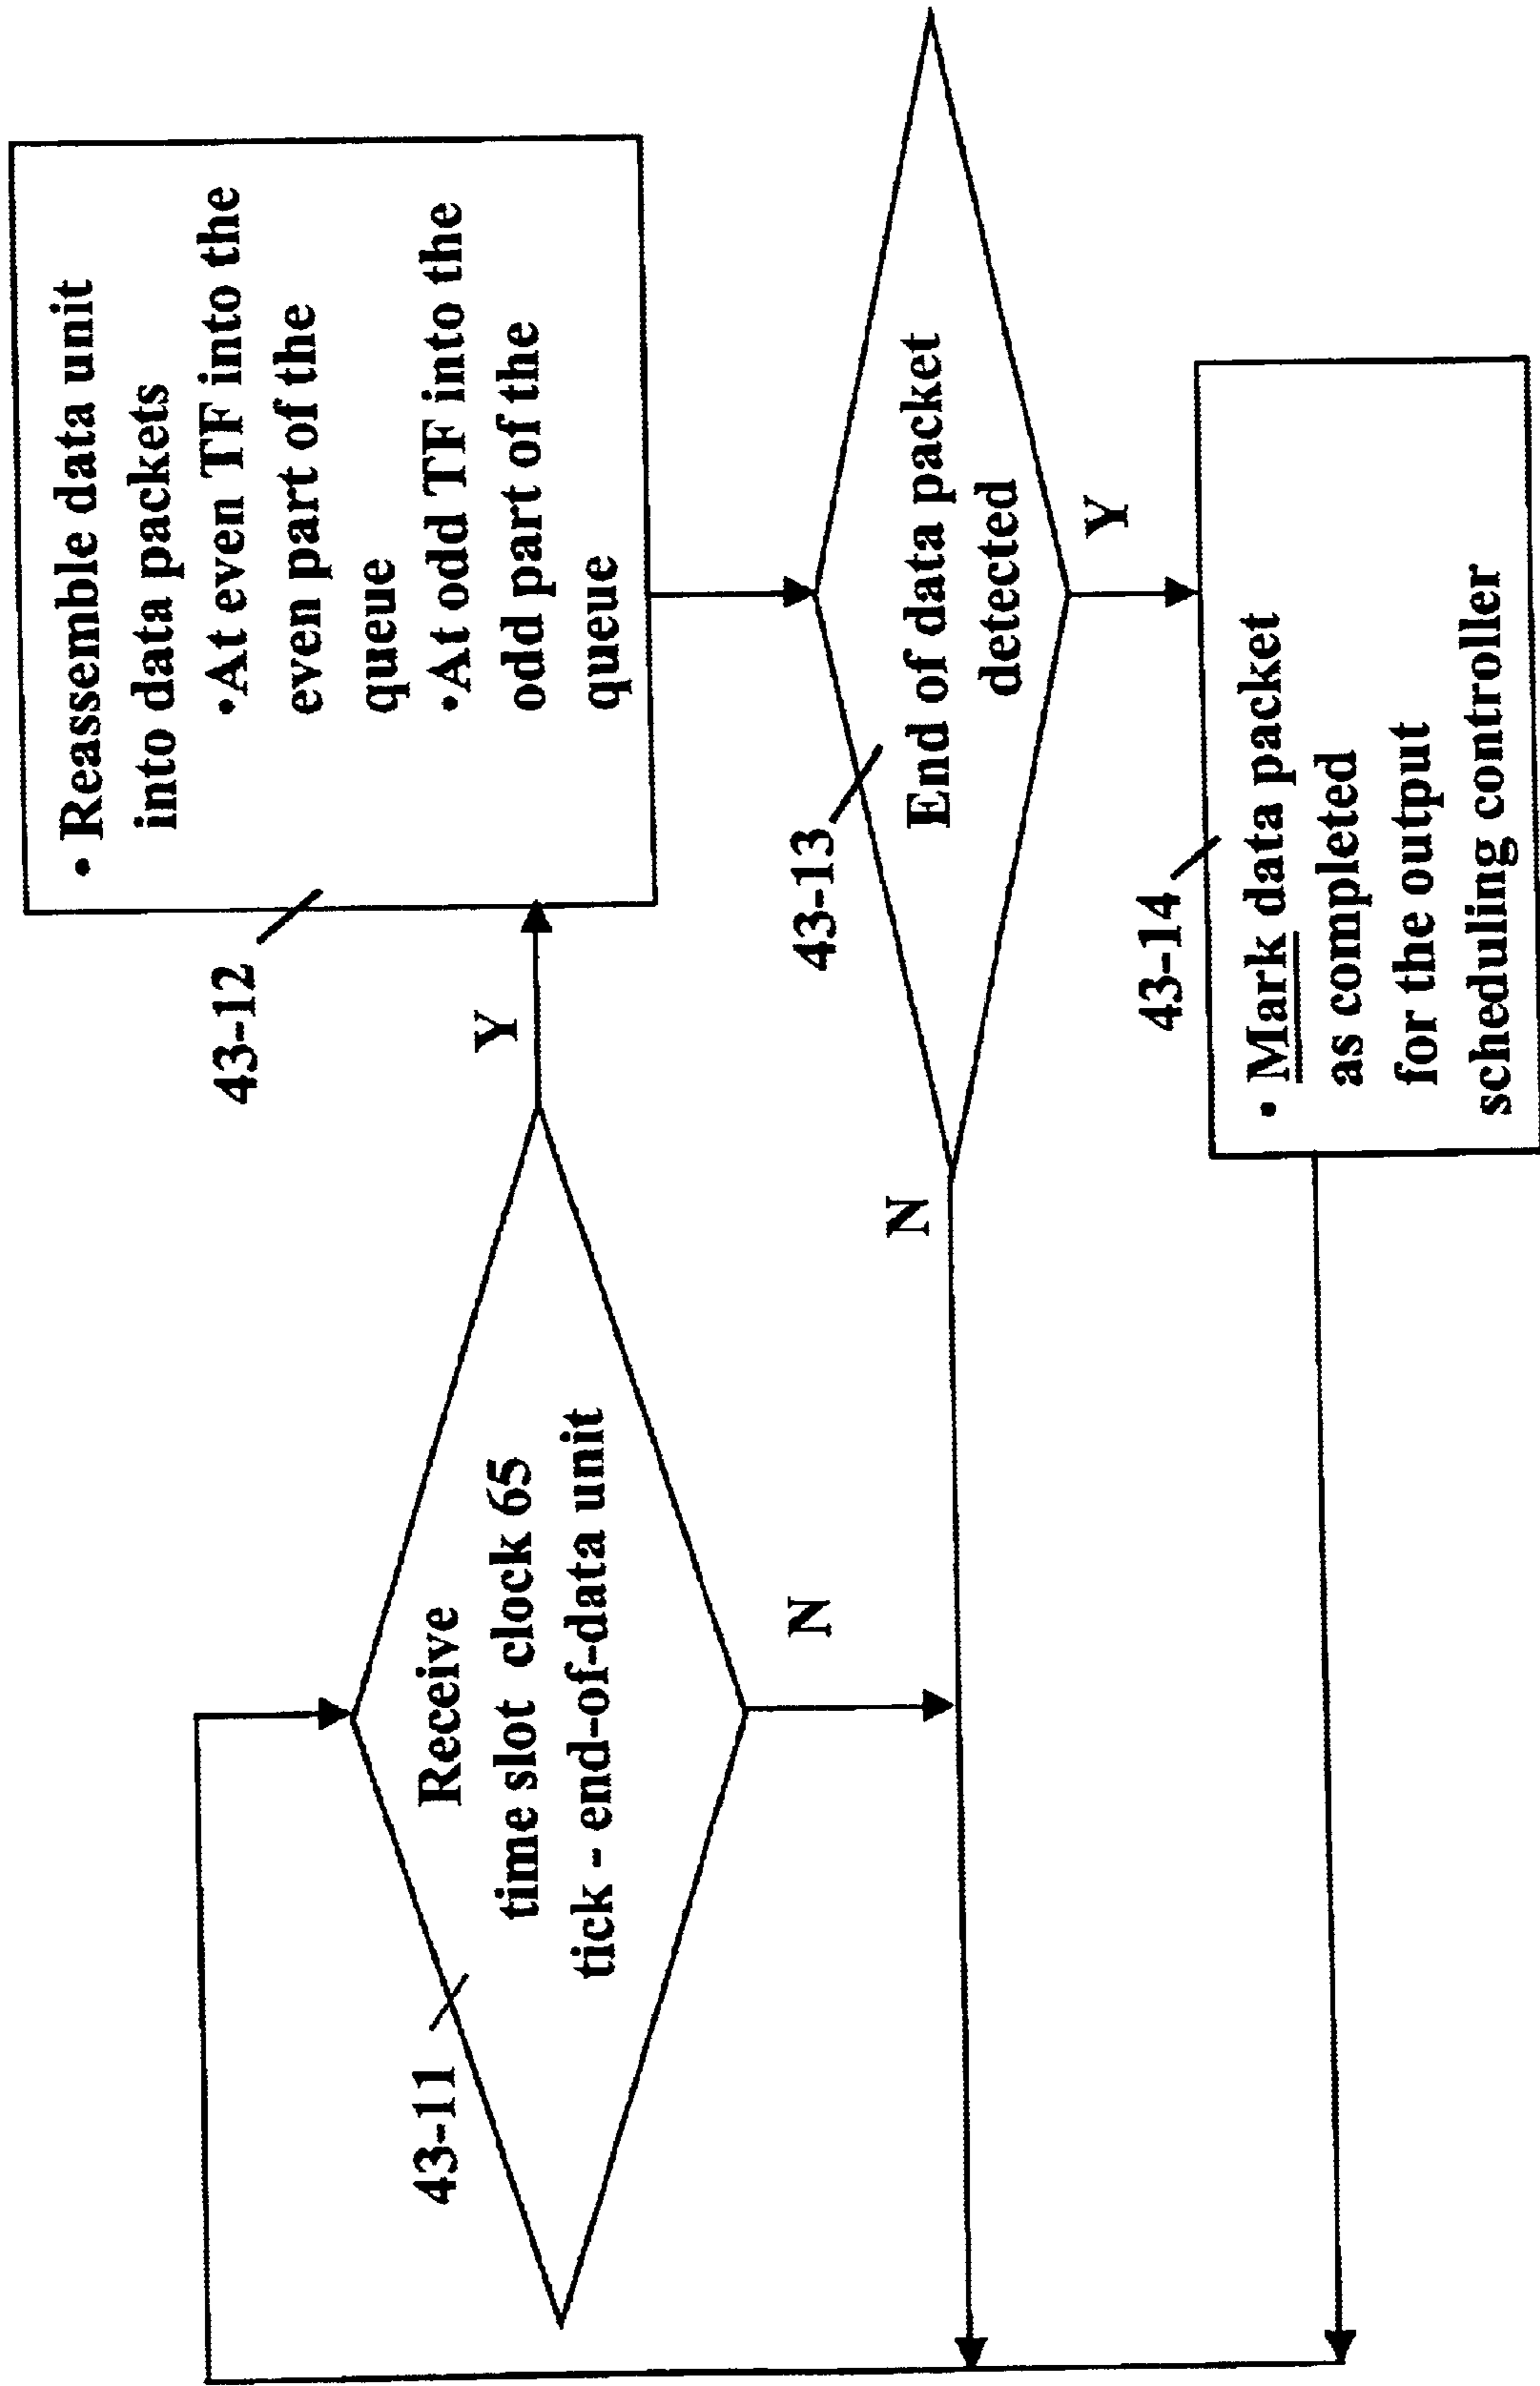 43-11
Receive
time slot clock 65
tick - end-of-data unit
Y
N
43-12
• Reassemble data unit
into data packets
•At even TF into the
even part of the
queue
•At odd TF into the
odd part of the
queue
43-13
End of data packet
detected
N
Y
43-14
• Mark data packet
as completed
for the output
scheduling controller